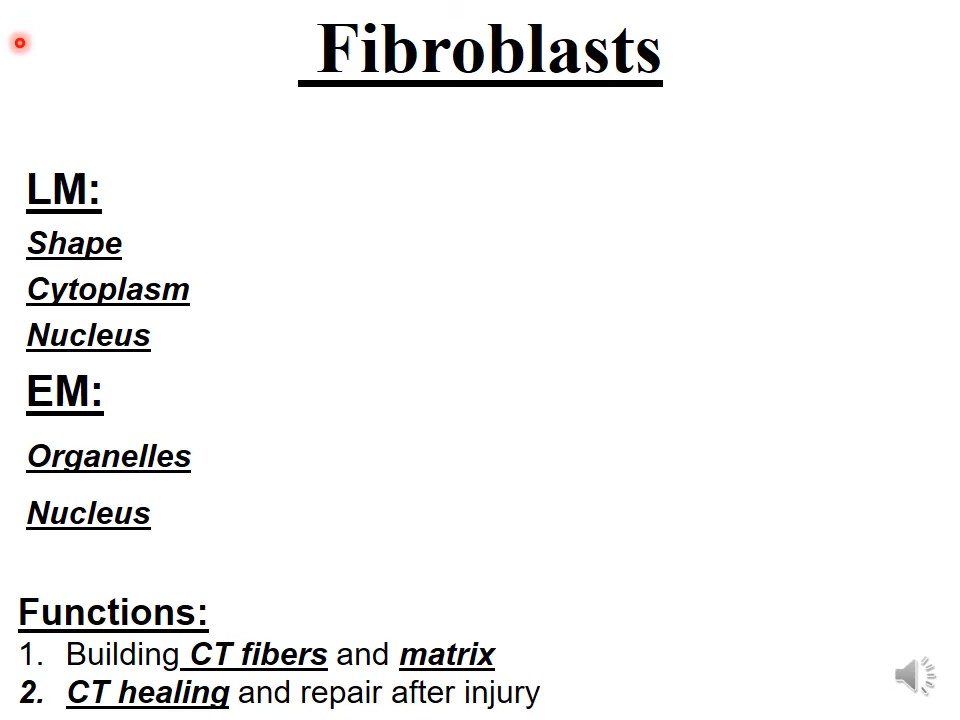 Fibroblasts
LM:
Shape
Cytoplasm
Nucleus
EM:
Organelles
Nucleus
Functions:
1. Building CT fibers and matrix
2. CT healing and repair after injury